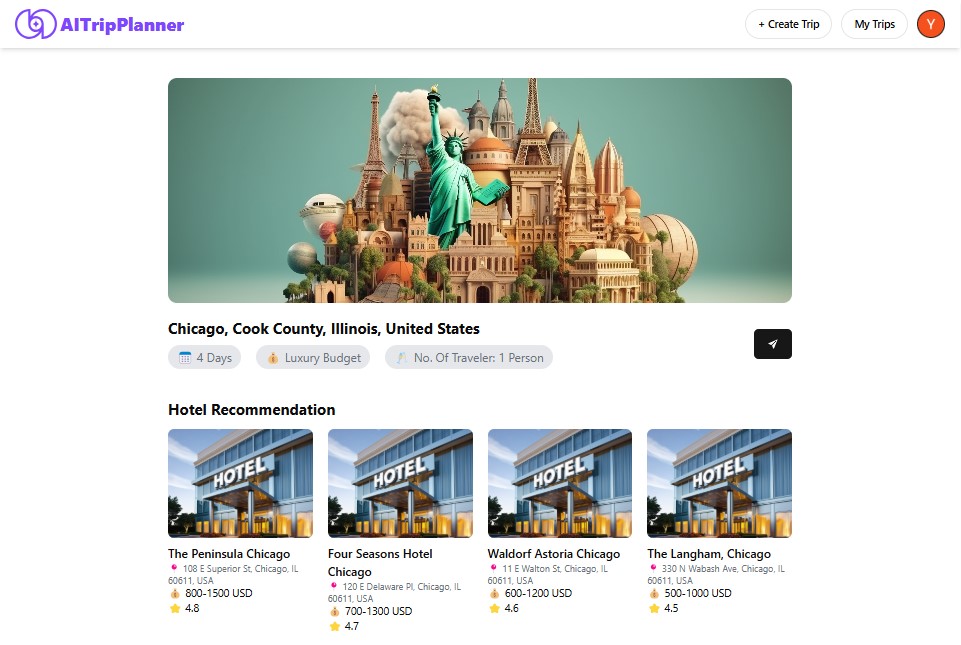 AITripPlanner
+ Create Trip
My Trips
Y
Chicago, Cook County, Illinois, United States
4 Days
Luxury Budget
No. Of Traveler: 1 Person
Hotel Recommendation
HOTEL
HOTEL
HOTEL
HOTEL
The Peninsula Chicago
108 E Superior St, Chicago, IL
60611, USA
800-1500 USD
4.8
Four Seasons Hotel
Chicago
120 E Delaware Pl, Chicago, IL
60611, USA
700-1300 USD
4.7
Waldorf Astoria Chicago
11 E Walton St, Chicago, IL
60611, USA
600-1200 USD
4.6
The Langham, Chicago
330 N Wabash Ave, Chicago, IL
60611, USA
500-1000 USD
4.5